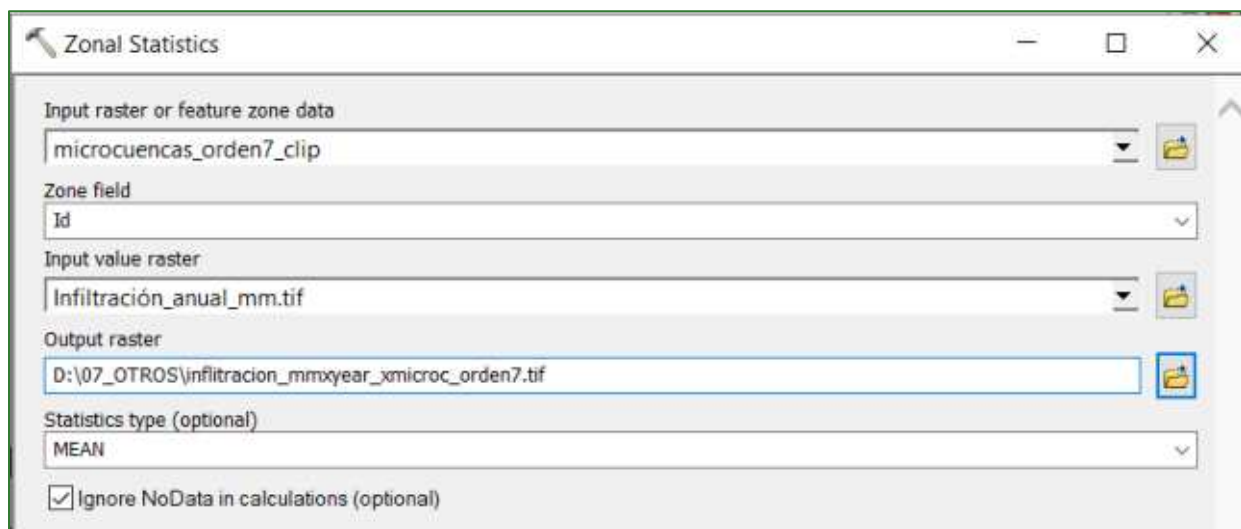 Zonal Statistics
Input raster or feature zone data
microcuencas_orden7_clip
Zone field
Id
Input value raster
Infiltración_anual_mm.tif
Output raster
D:\07_OTROS\inflitracion_mmxyear_xmicroc_orden7.tif
Statistics type (optional)
MEAN
Ignore NoData in calculations (optional)